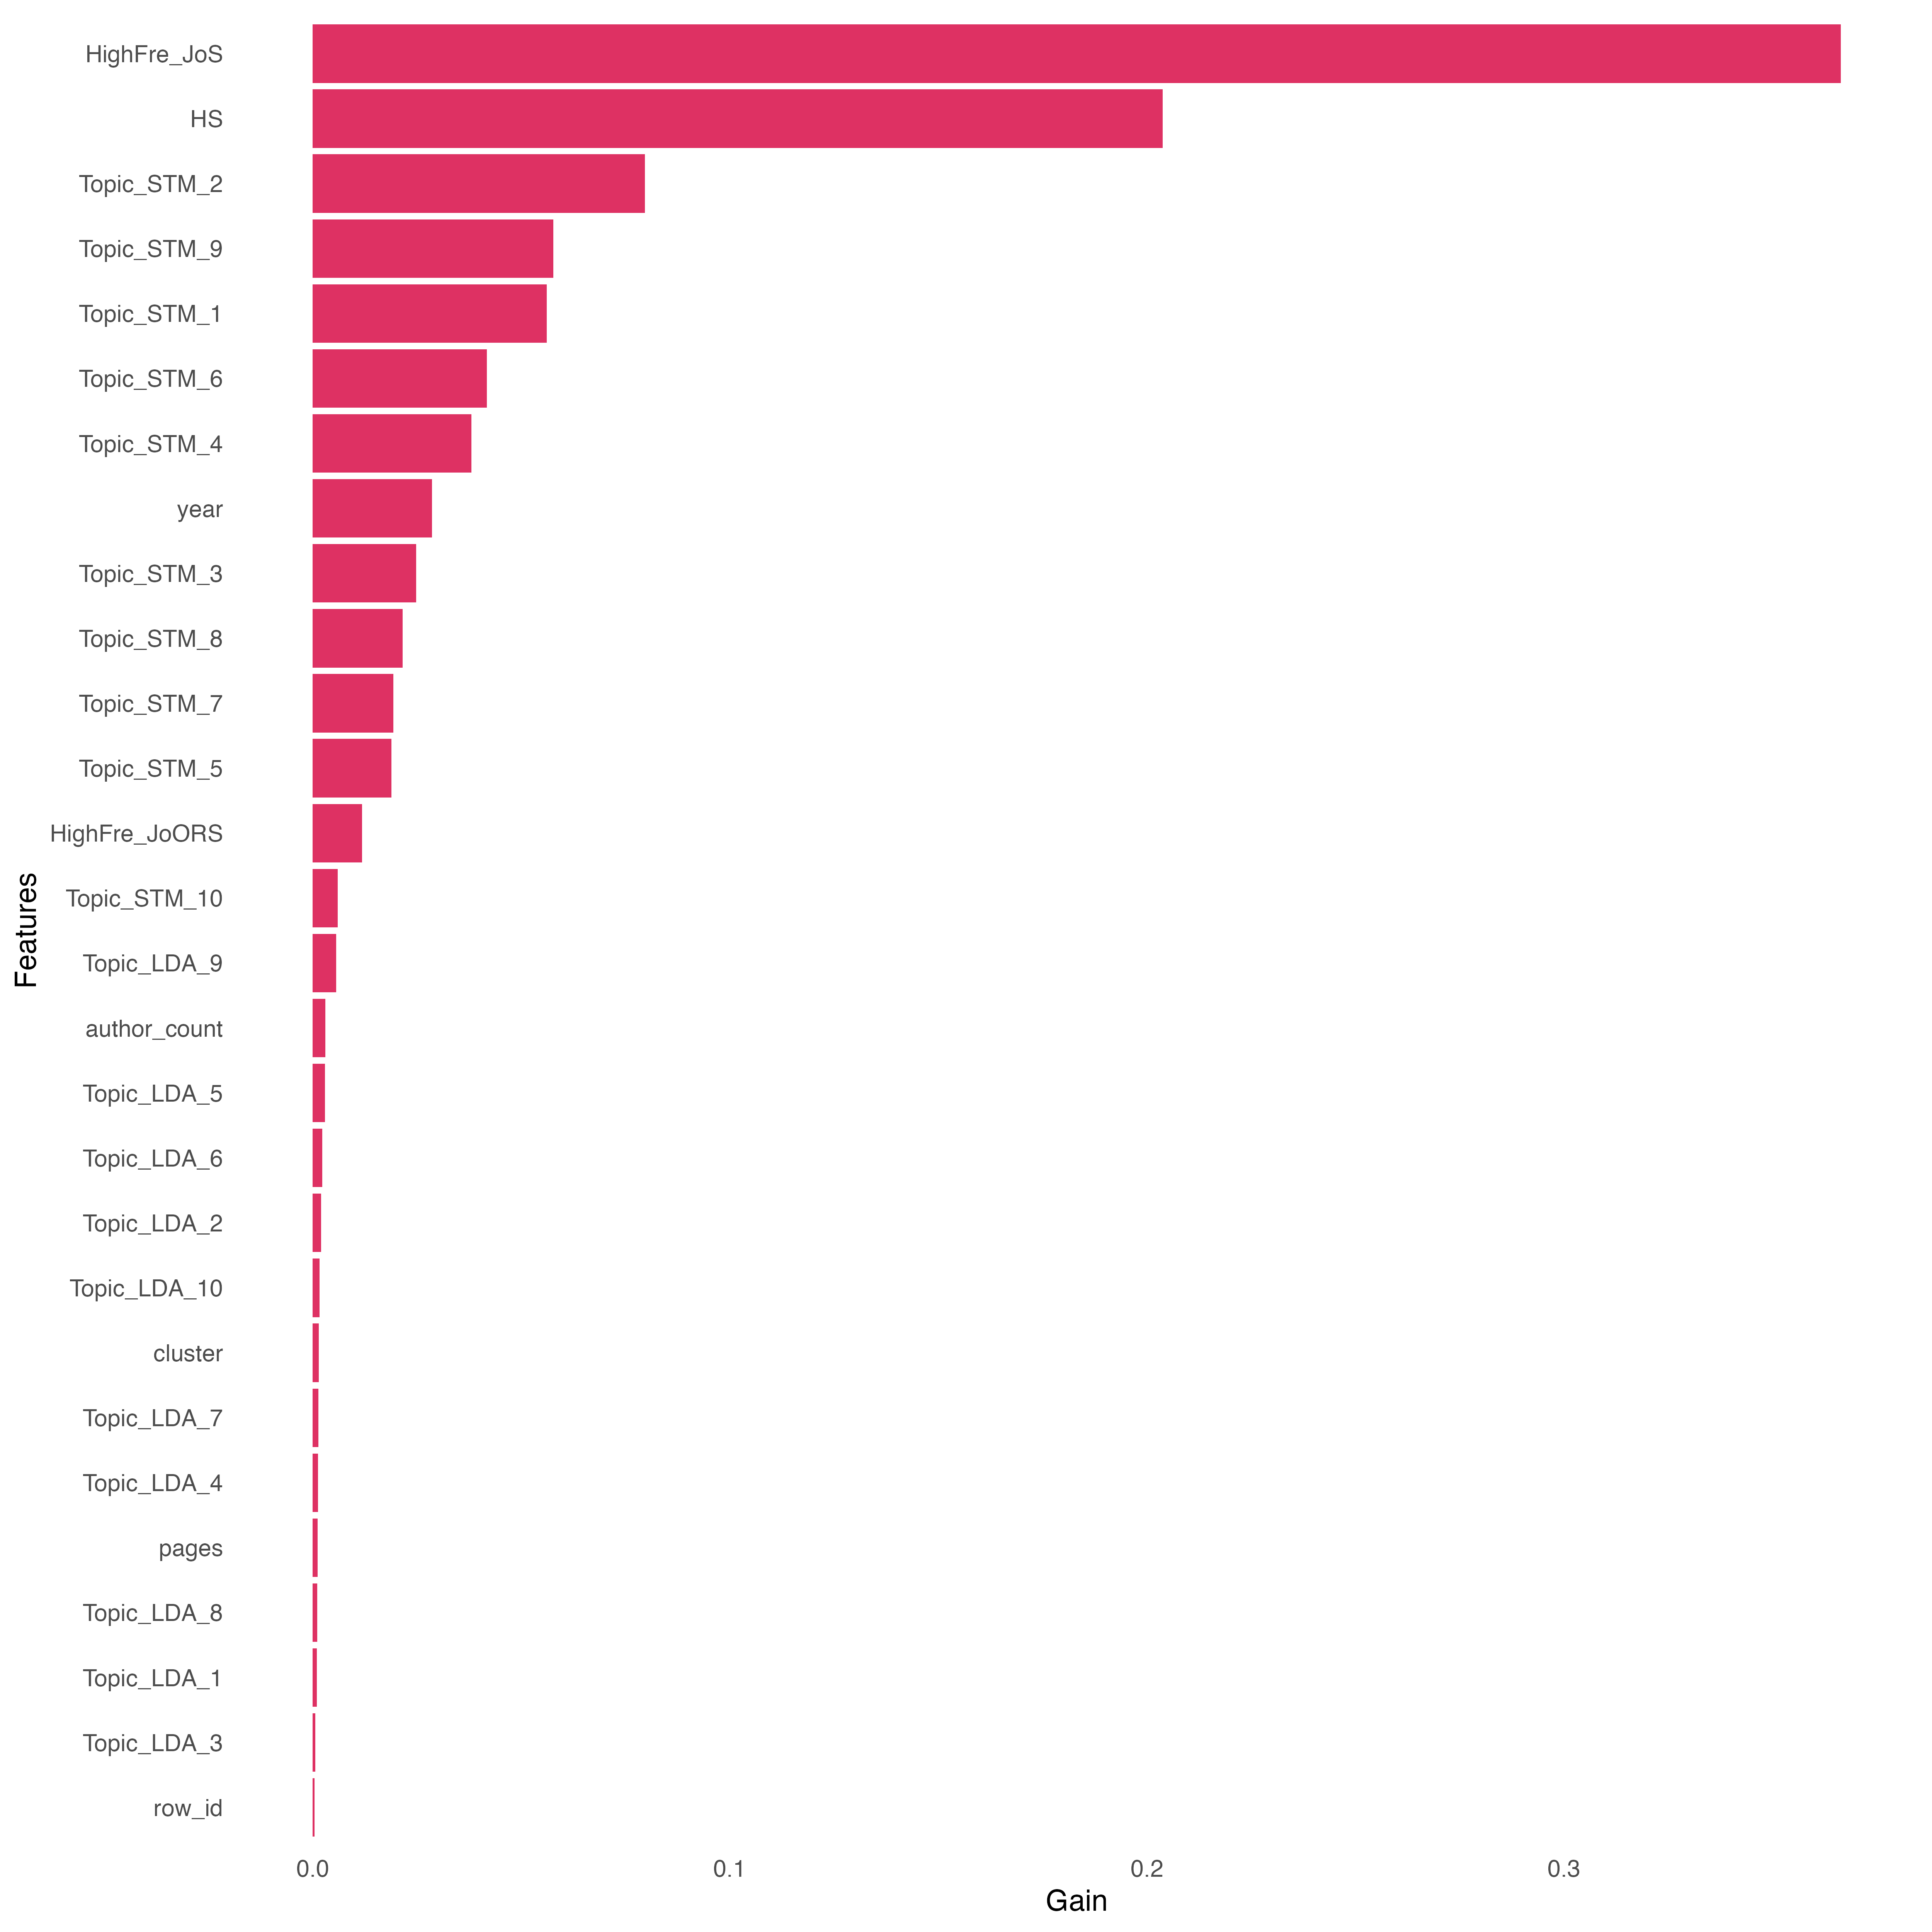 HighFre_JoS
HS
Topic_STM_2
Topic_STM_9
Topic_STM_1
Topic_STM_6
Topic_STM_4
year
Topic_STM_3
Topic_STM_8
Topic_STM_7
Topic_STM_5
HighFre_JoORS
Topic_STM_10
Topic_LDA_9
author_count
Topic_LDA_5
Topic_LDA_6
Topic_LDA_2
Topic_LDA_10
cluster
Topic_LDA_7
Topic_LDA_4
pages
Topic_LDA_8
Topic_LDA_1
Topic_LDA_3
row_id
Features
0.0 0.1 0.2 0.3
Gain